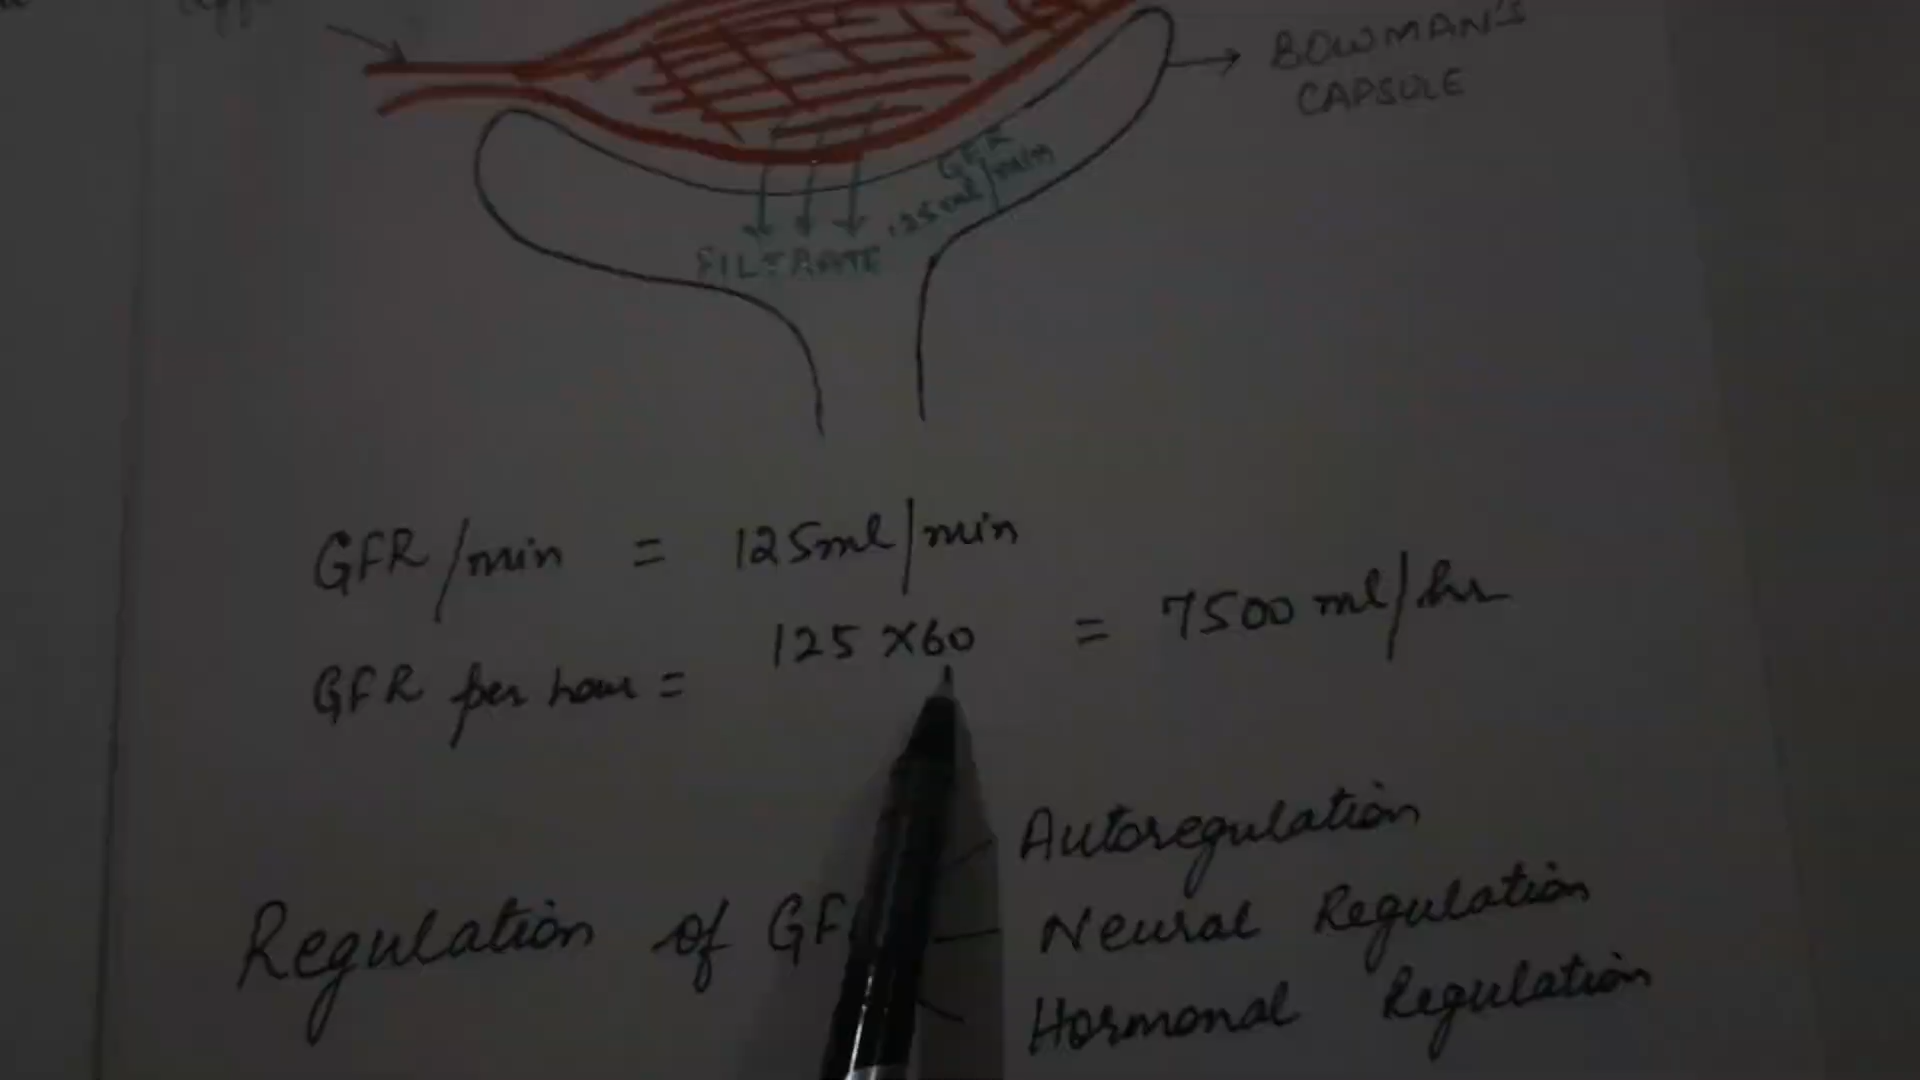 BOWMAN'S
CAPSULE
GFR
125ml/min
FILTRATE
GFR/min = 125ml/min
GFR per hour = 125 x 60 = 7500 ml/hr
Autoregulation
Regulation of GF
Neural Regulation
Hormonal Regulation